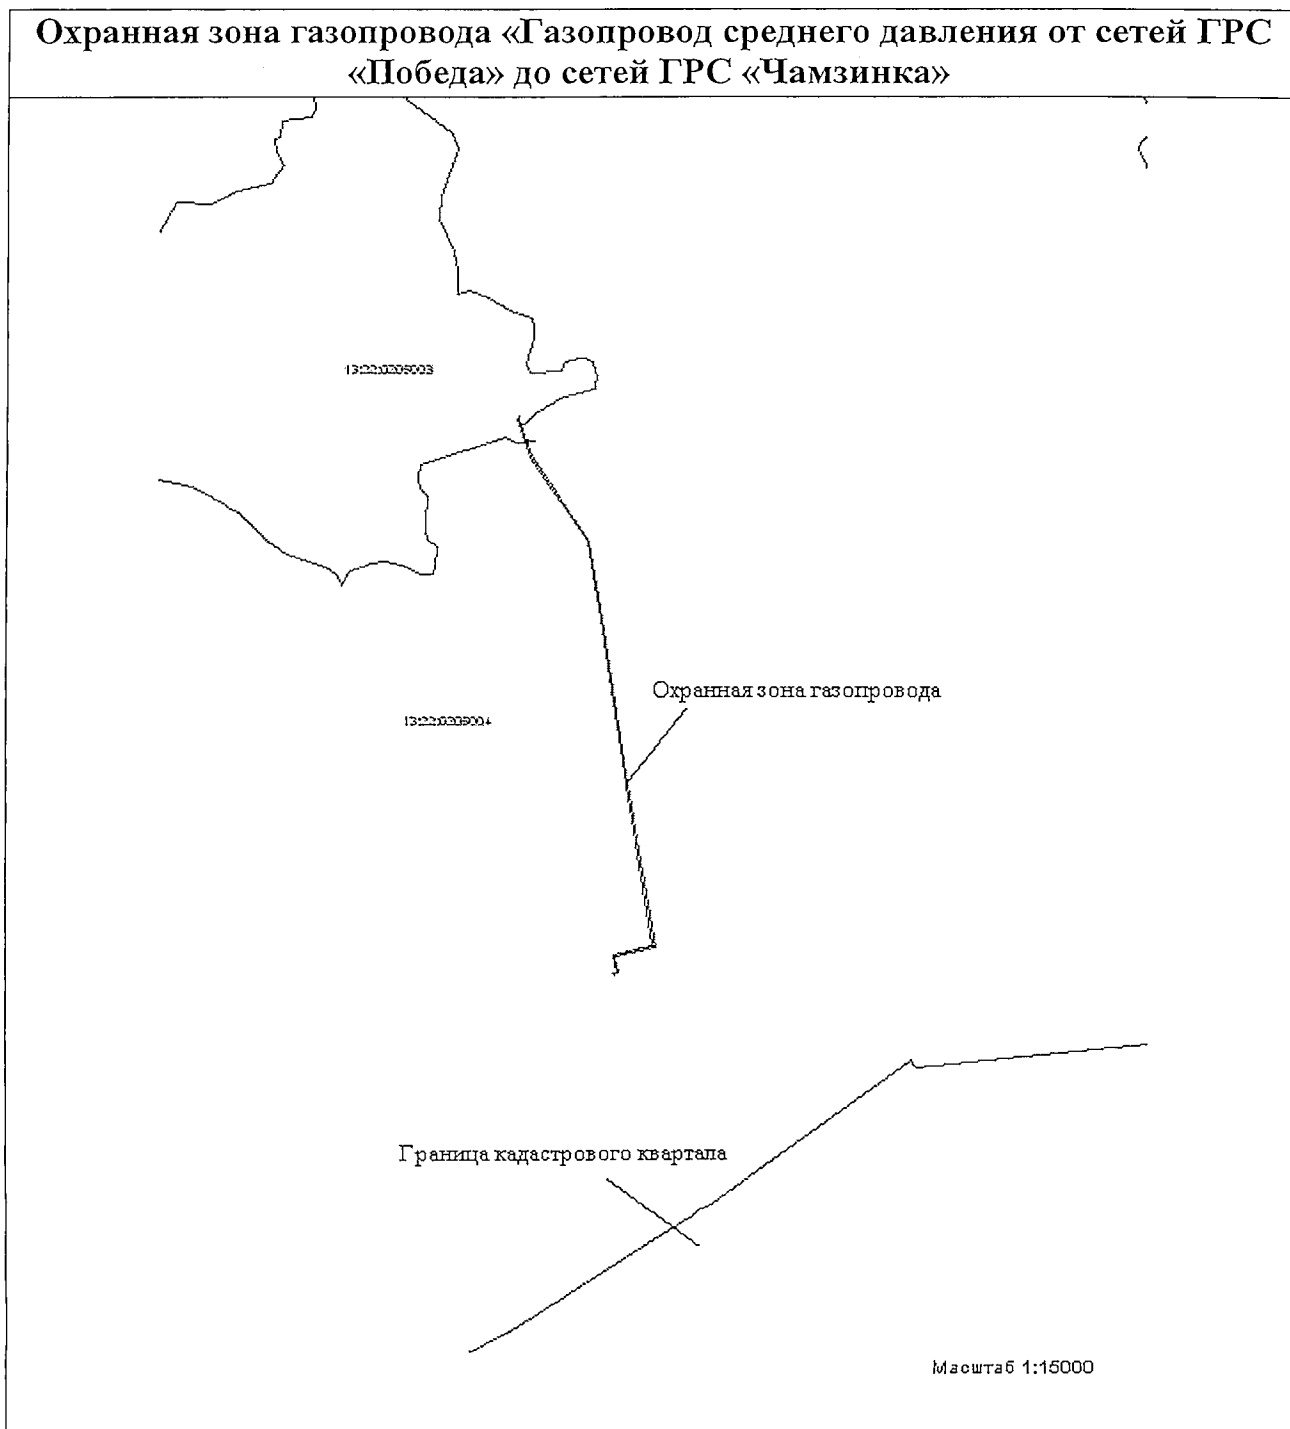 Охранная зона газопровода «Газопровод среднего давления от сетей ГРС
«Победа» до сетей ГРС «Чамзинка»
Охранная зона газопровода
Граница кадастрового квартала
Масштаб 1:15000